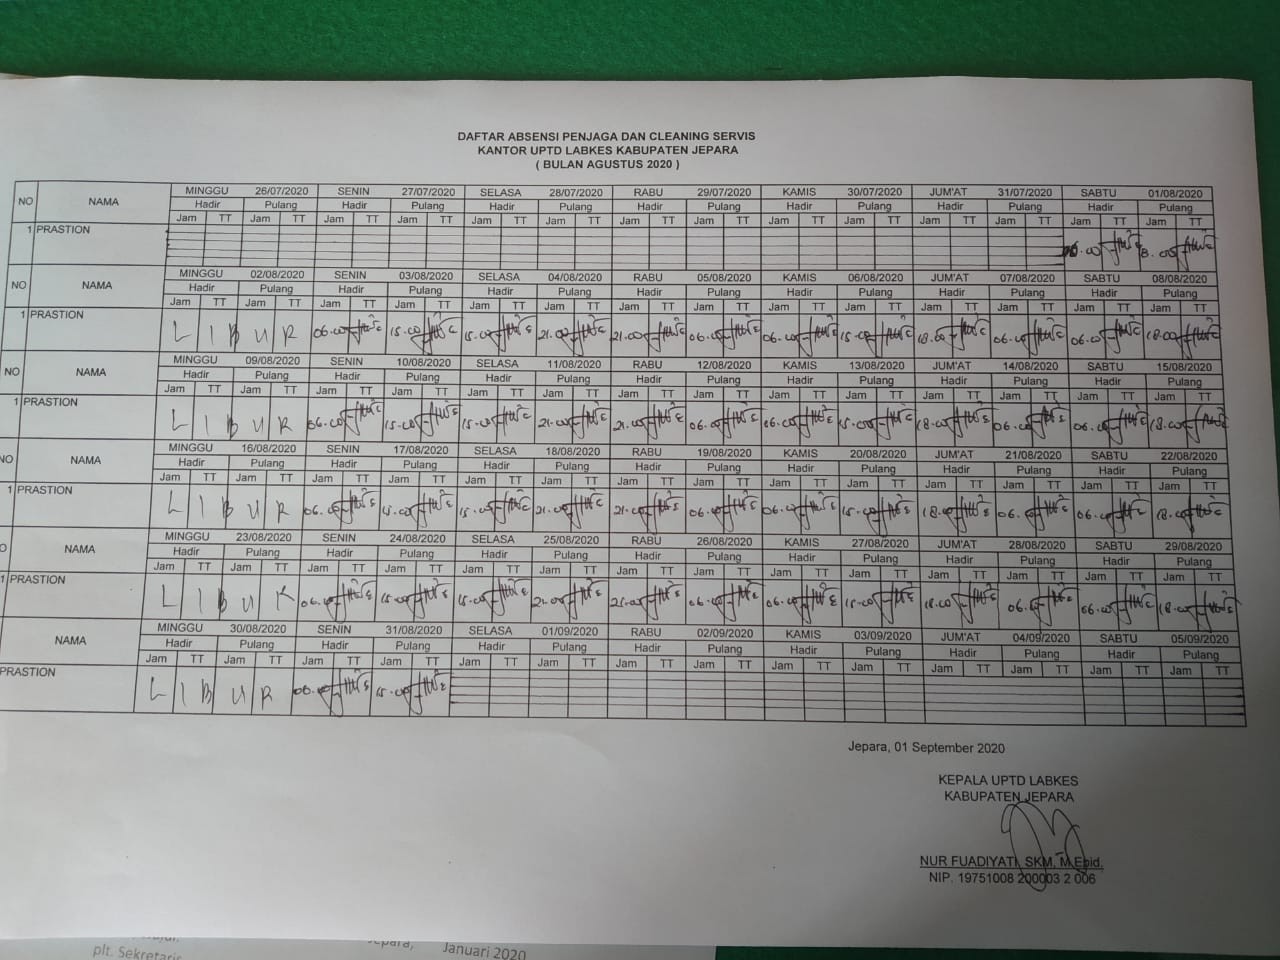 DAFTAR ABSENSI PENJAGA DAN CLEANING SERVIS
KANTOR UPTD LABKES KABUPATEN JEPARA
( BULAN AGUSTUS 2020 )
NO NAMA MINGGU 26/07/2020 SENIN 27/07/2020 SELASA 28/07/2020 RABU 29/07/2020 KAMIS 30/07/2020 JUM'AT 31/07/2020 SABTU 01/08/2020
Hadir Pulang Hadir Pulang Hadir Pulang Hadir Pulang Hadir Pulang Hadir Pulang Hadir Pulang
Jam TT Jam TT Jam TT Jam TT Jam TT Jam TT Jam TT Jam TT Jam TT Jam TT Jam TT Jam TT Jam TT Jam TT
1 PRASTION 06.00 18.00
NO NAMA MINGGU 02/08/2020 SENIN 03/08/2020 SELASA 04/08/2020 RABU 05/08/2020 KAMIS 06/08/2020 JUM'AT 07/08/2020 SABTU 08/08/2020
Hadir Pulang Hadir Pulang Hadir Pulang Hadir Pulang Hadir Pulang Hadir Pulang Hadir Pulang
Jam TT Jam TT Jam TT Jam TT Jam TT Jam TT Jam TT Jam TT Jam TT Jam TT Jam TT Jam TT Jam TT Jam TT
1 PRASTION L I B U R 06.00 15.00 15.00 21.00 21.00 06.00 06.00 15.00 18.00 06.00 06.00 18.00
NO NAMA MINGGU 09/08/2020 SENIN 10/08/2020 SELASA 11/08/2020 RABU 12/08/2020 KAMIS 13/08/2020 JUM'AT 14/08/2020 SABTU 15/08/2020
Hadir Pulang Hadir Pulang Hadir Pulang Hadir Pulang Hadir Pulang Hadir Pulang Hadir Pulang
Jam TT Jam TT Jam TT Jam TT Jam TT Jam TT Jam TT Jam TT Jam TT Jam TT Jam TT Jam TT Jam TT Jam TT
1 PRASTION L I B U R 06.00 15.00 15.00 21.00 21.00 06.00 06.00 15.00 18.00 06.00 06.00 18.00
NO NAMA MINGGU 16/08/2020 SENIN 17/08/2020 SELASA 18/08/2020 RABU 19/08/2020 KAMIS 20/08/2020 JUM'AT 21/08/2020 SABTU 22/08/2020
Hadir Pulang Hadir Pulang Hadir Pulang Hadir Pulang Hadir Pulang Hadir Pulang Hadir Pulang
Jam TT Jam TT Jam TT Jam TT Jam TT Jam TT Jam TT Jam TT Jam TT Jam TT Jam TT Jam TT Jam TT Jam TT
1 PRASTION L I B U R 06.00 15.00 15.00 21.00 21.00 06.00 06.00 15.00 18.00 06.00 06.00 18.00
O NAMA MINGGU 23/08/2020 SENIN 24/08/2020 SELASA 25/08/2020 RABU 26/08/2020 KAMIS 27/08/2020 JUM'AT 28/08/2020 SABTU 29/08/2020
Hadir Pulang Hadir Pulang Hadir Pulang Hadir Pulang Hadir Pulang Hadir Pulang Hadir Pulang
Jam TT Jam TT Jam TT Jam TT Jam TT Jam TT Jam TT Jam TT Jam TT Jam TT Jam TT Jam TT Jam TT Jam TT
1 PRASTION L I B U R 06.00 15.00 15.00 21.00 21.00 06.00 06.00 15.00 18.00 06.00 06.00 18.00
NAMA MINGGU 30/08/2020 SENIN 31/08/2020 SELASA 01/09/2020 RABU 02/09/2020 KAMIS 03/09/2020 JUM'AT 04/09/2020 SABTU 05/09/2020
Hadir Pulang Hadir Pulang Hadir Pulang Hadir Pulang Hadir Pulang Hadir Pulang Hadir Pulang
Jam TT Jam TT Jam TT Jam TT Jam TT Jam TT Jam TT Jam TT Jam TT Jam TT Jam TT Jam TT Jam TT Jam TT
PRASTION L I B U R 06.00 15.00
Jepara, 01 September 2020
KEPALA UPTD LABKES
KABUPATEN JEPARA
NUR FUADIYATI, SKM, M.Epid.
NIP. 19751008 200003 2 006
Jepara, Januari 2020
plt. Sekretaris